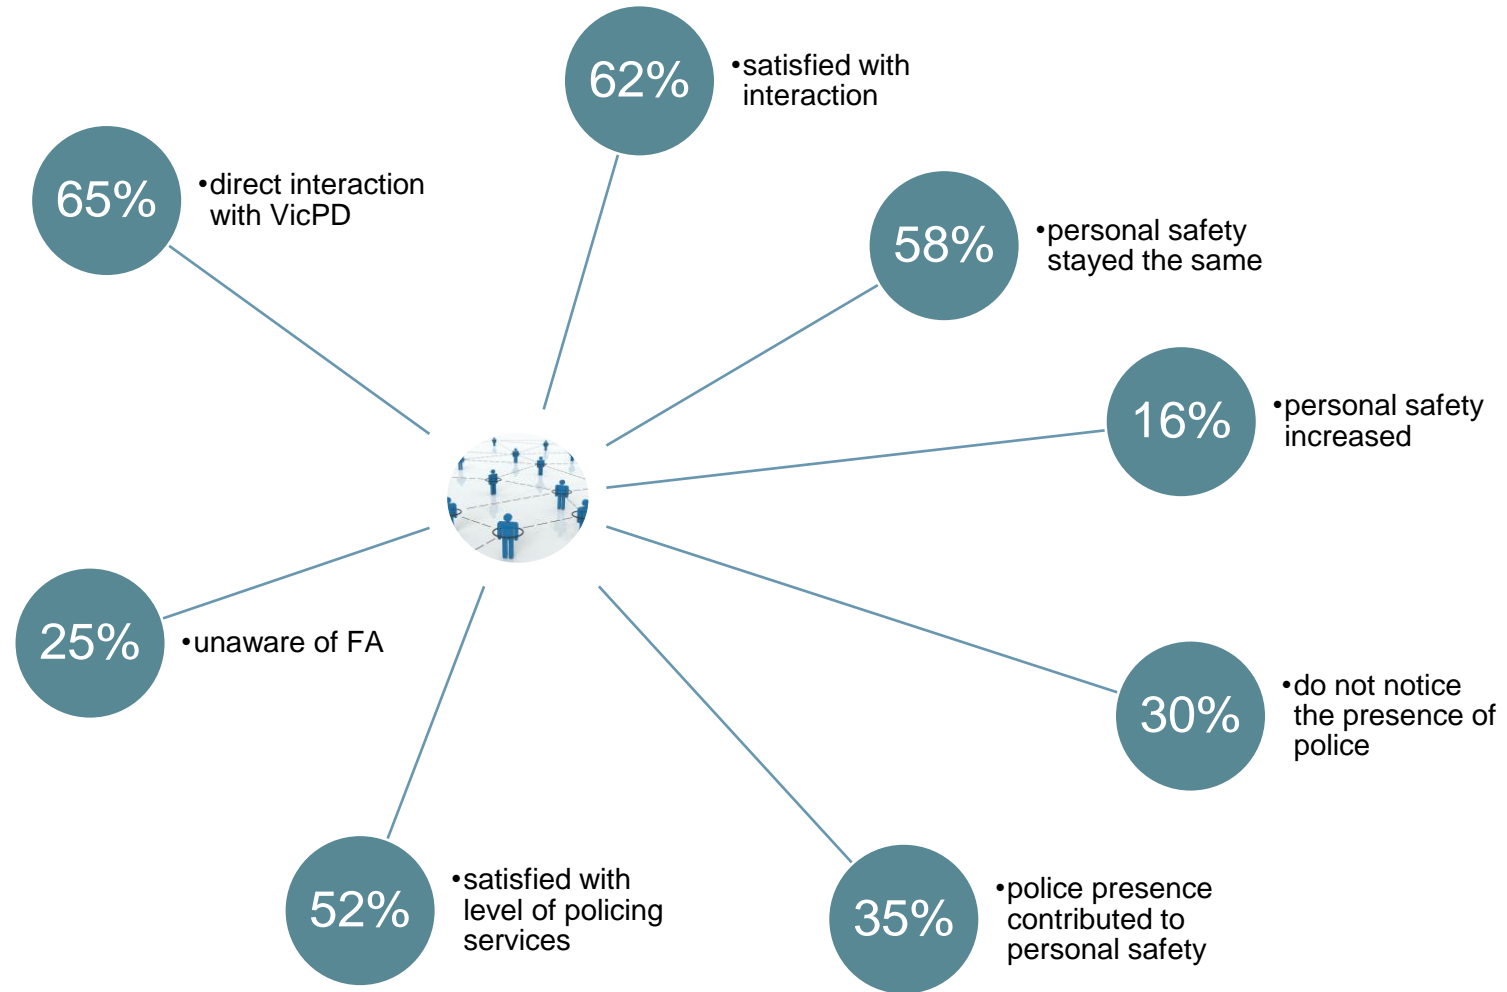 65%
•direct interaction
with VicPD
62%
•satisfied with
interaction
58%
•personal safety
stayed the same
16%
•personal safety
increased
30%
•do not notice
the presence of
police
35%
•police presence
contributed to
personal safety
52%
•satisfied with
level of policing
services
25%
•unaware of FA